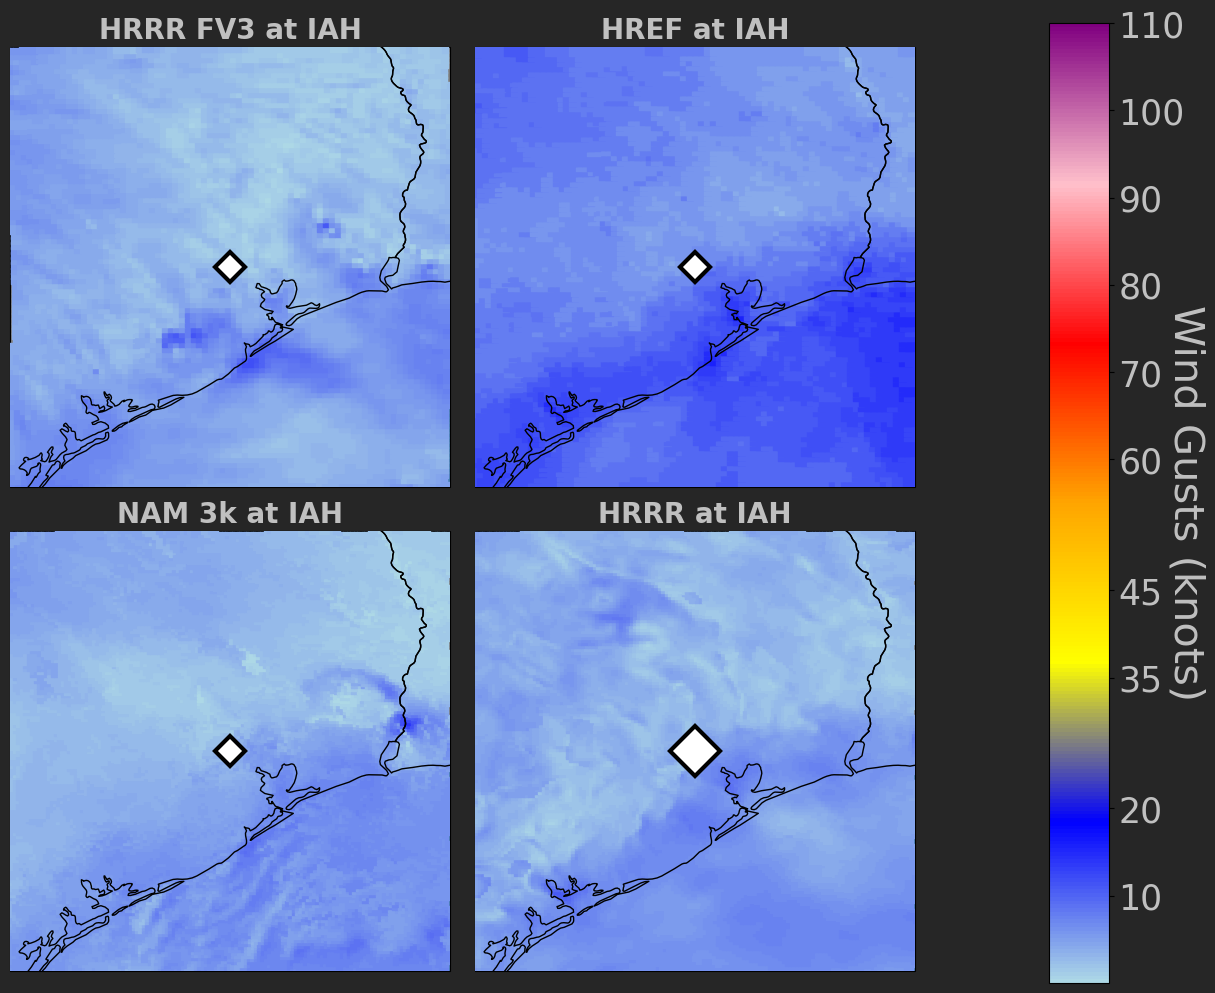 HRRR FV3 at IAH
HREF at IAH
NAM 3k at IAH
HRRR at IAH
110
100
90
80
70
60
45
35
20
10
Wind Gusts (knots)